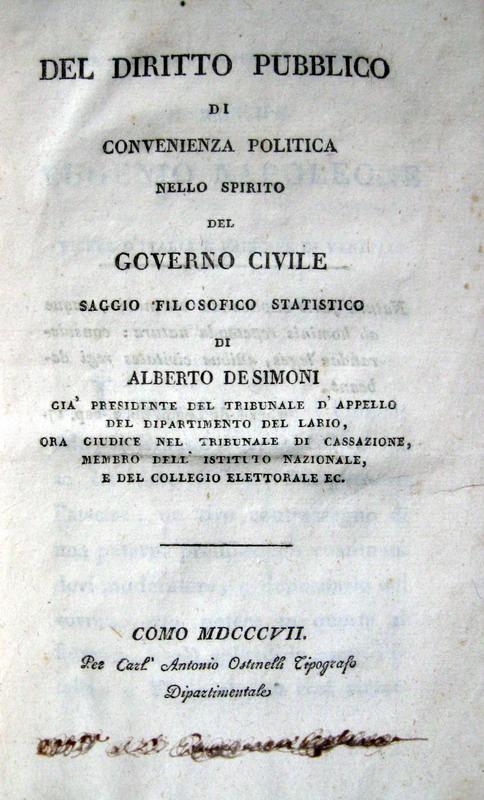 DEL DIRITTO PUBBLICO
DI
CONVENIENZA POLITICA
NELLO SPIRITO
DEL
GOVERNO CIVILE
SAGGIO FILOSOFICO STATISTICO
DI
ALBERTO DE SIMONI
GIA' PRESIDENTE DEL TRIBUNALE D' APPELLO
DEL DIPARTIMENTO DEL LARIO,
ORA GIUDICE NEL TRIBUNALE DI CASSAZIONE,
MEMBRO DELL' ISTITUTO NAZIONALE,
E DEL COLLEGIO ELETTORALE EC.
COMO MDCCCVII.
Per Carl' Antonio Ostinelli Tipografo
Dipartimentale